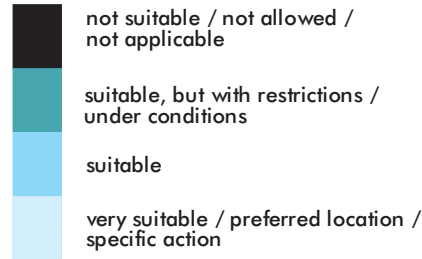 not suitable / not allowed /
not applicable
suitable, but with restrictions /
under conditions
suitable
very suitable / preferred location /
specific action